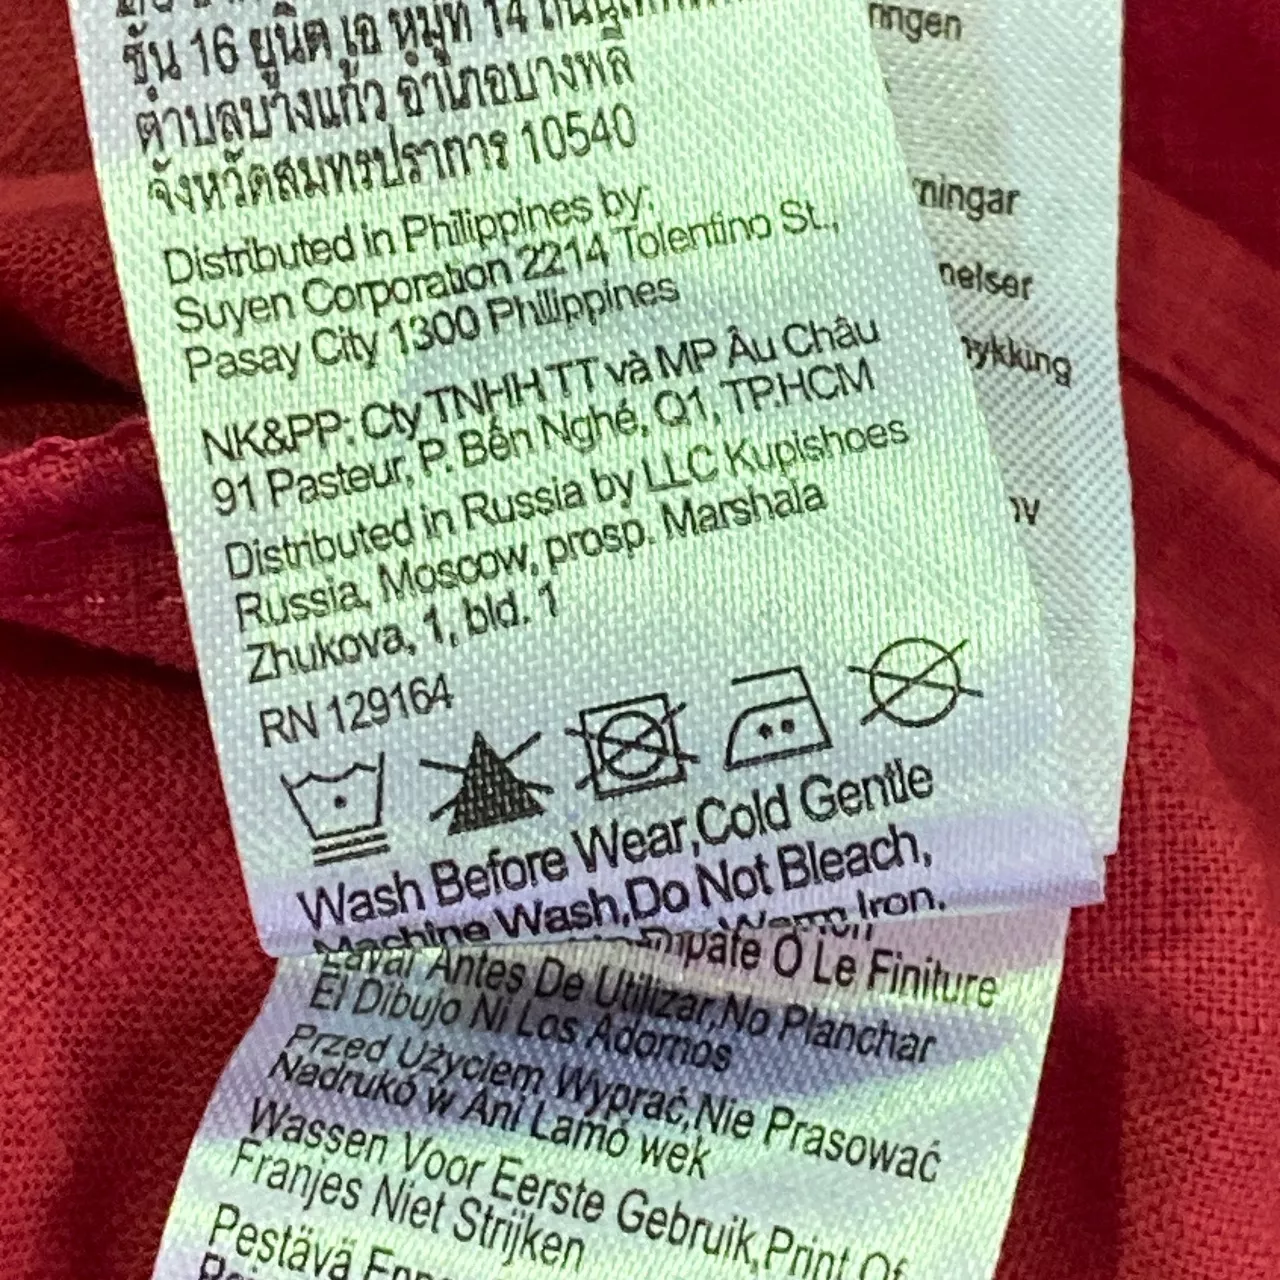 ชั้น 16 ยูนิต เอ หมู่ที่ 14
ตำบลบางแก้ว อำเภอบางพลี
จังหวัดสมุทรปราการ 10540
Distributed in Philippines by:
Suyen Corporation 2214 Tolentino St.,
Pasay City 1300 Philippines
NK&PP: Cty TNHH TT và MP Âu Châu
91 Pasteur, P. Bến Nghé, Q1, TP.HCM
Distributed in Russia by LLC Kupishoes
Russia, Moscow, prosp. Marshala
Zhukova, 1, bld. 1
RN 129164
Wash Before Wear,Cold Gentle
Machine Wash,Do Not Bleach,
Warm Iron.
O Le Finiture
Lavar Antes De Utilizar,No Planchar
El Dibujo Ni Los Adornos
Przed Użyciem Wyprać,Nie Prasować
Nadruko w Ani Lamó wek
Wassen Voor Eerste Gebruik,Print Of
Franjes Niet Strijken
Pestävä